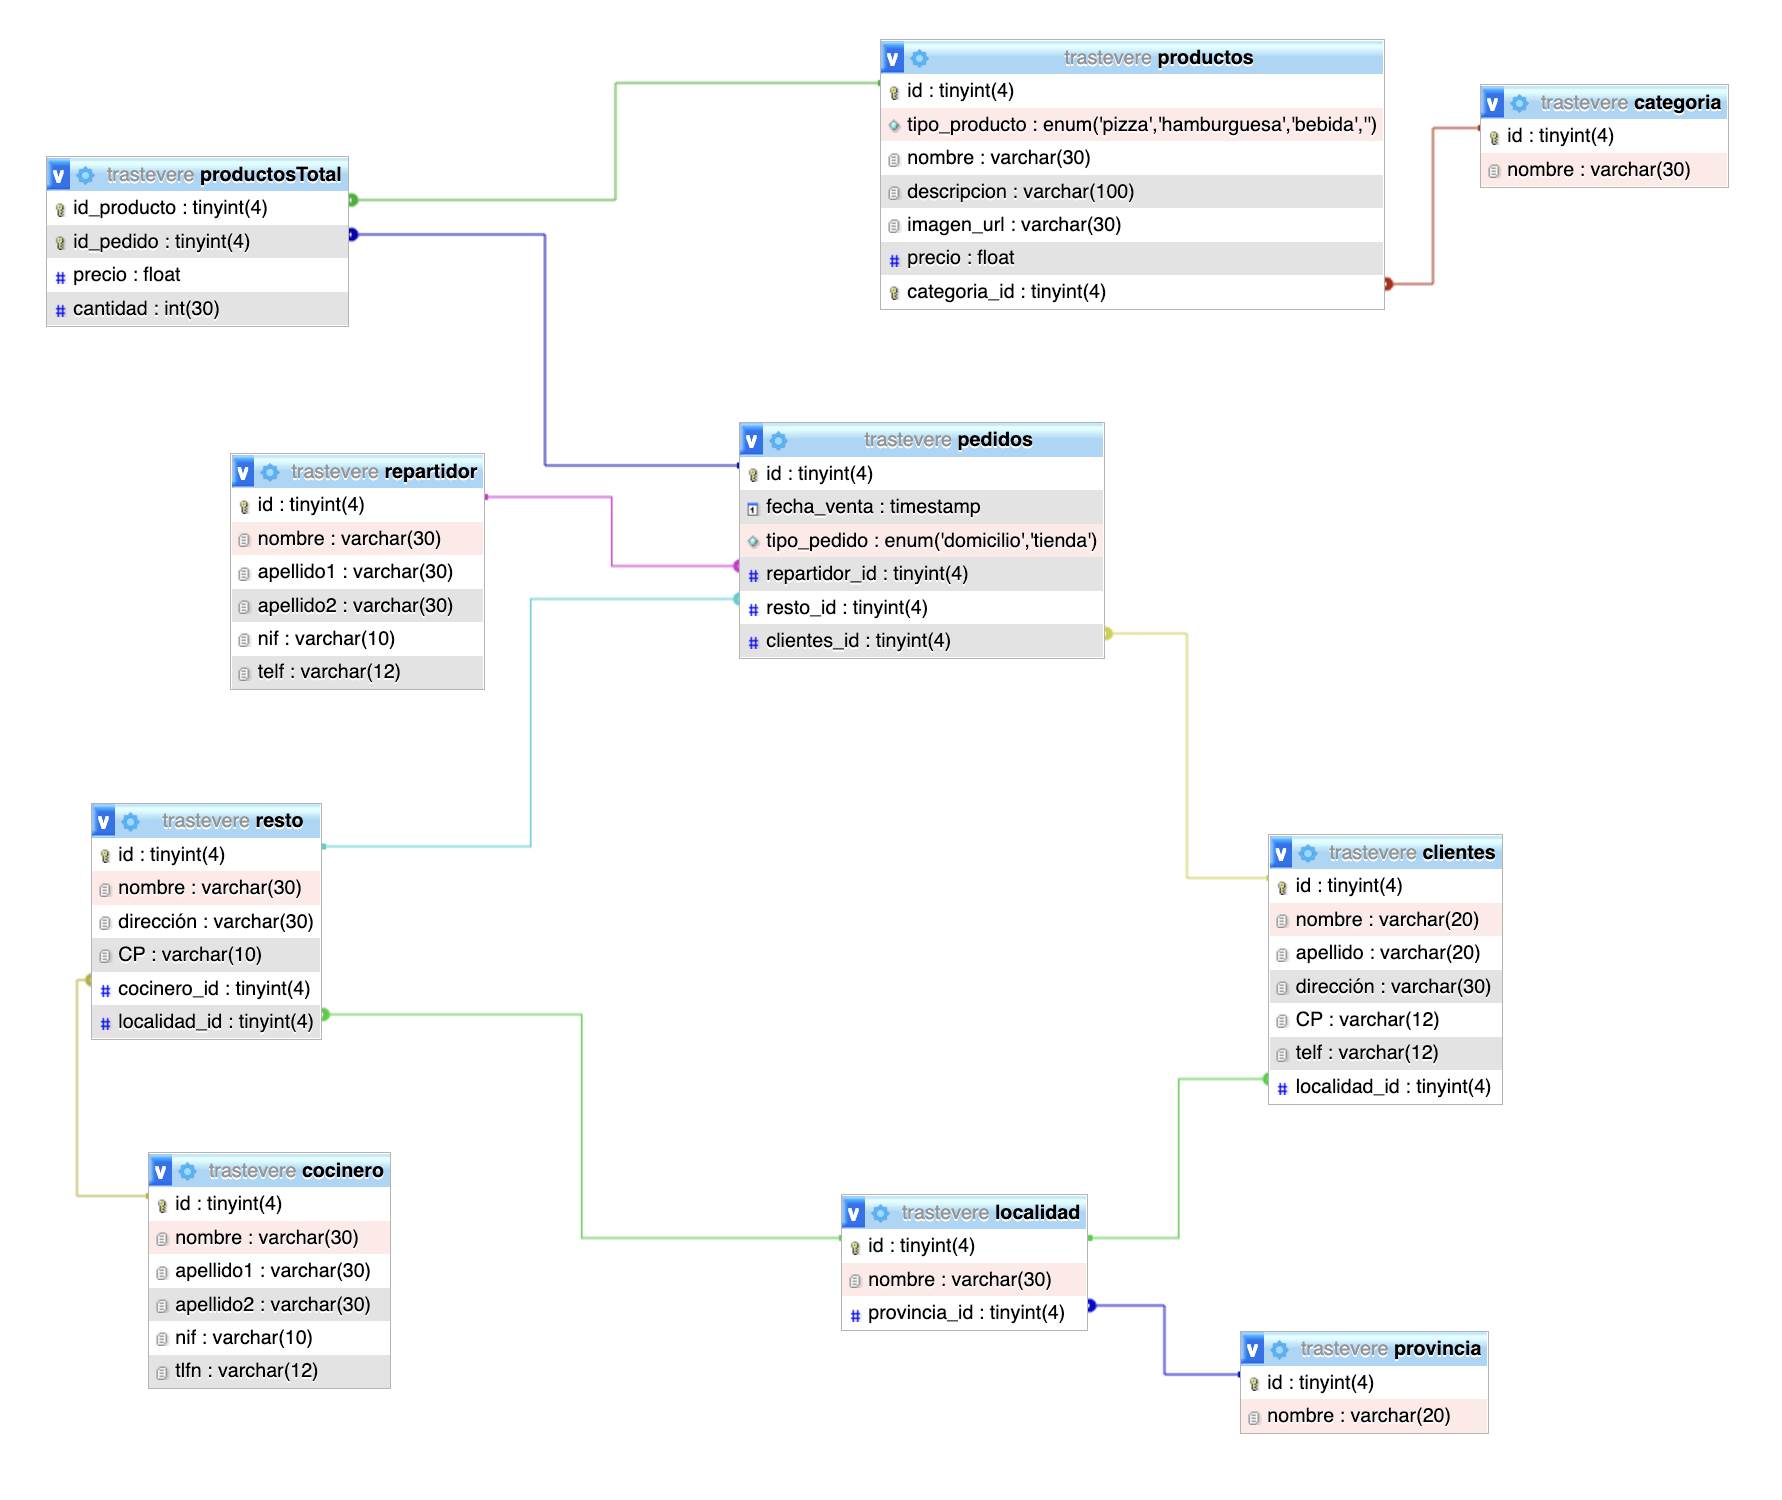 trastevere productos
id : tinyint(4)
tipo_producto : enum('pizza','hamburguesa','bebida','')
nombre : varchar(30)
descripcion : varchar(100)
imagen_url : varchar(30)
precio : float
categoria_id : tinyint(4)
trastevere categoria
id : tinyint(4)
nombre : varchar(30)
trastevere productosTotal
id_producto : tinyint(4)
id_pedido : tinyint(4)
precio : float
cantidad : int(30)
trastevere pedidos
id : tinyint(4)
fecha_venta : timestamp
tipo_pedido : enum('domicilio','tienda')
repartidor_id : tinyint(4)
resto_id : tinyint(4)
clientes_id : tinyint(4)
trastevere repartidor
id : tinyint(4)
nombre : varchar(30)
apellido1 : varchar(30)
apellido2 : varchar(30)
nif : varchar(10)
telf : varchar(12)
trastevere resto
id : tinyint(4)
nombre : varchar(30)
dirección : varchar(30)
CP : varchar(10)
cocinero_id : tinyint(4)
localidad_id : tinyint(4)
trastevere clientes
id : tinyint(4)
nombre : varchar(20)
apellido : varchar(20)
dirección : varchar(30)
CP : varchar(12)
telf : varchar(12)
localidad_id : tinyint(4)
trastevere cocinero
id : tinyint(4)
nombre : varchar(30)
apellido1 : varchar(30)
apellido2 : varchar(30)
nif : varchar(10)
tlfn : varchar(12)
trastevere localidad
id : tinyint(4)
nombre : varchar(30)
provincia_id : tinyint(4)
trastevere provincia
id : tinyint(4)
nombre : varchar(20)